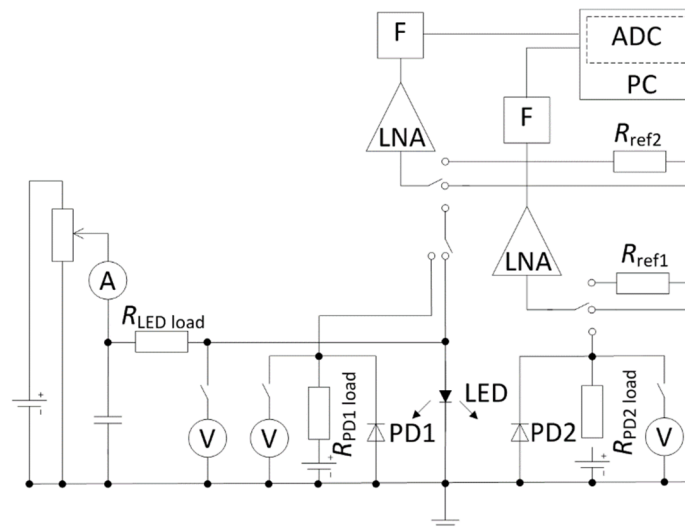 F
ADC
PC
F
LNA
Rref2
LNA
Rref1
A
RLED load
LED
V
V
RPD1 load
PD1
PD2
RPD2 load
V
+
-
+
-
+
-